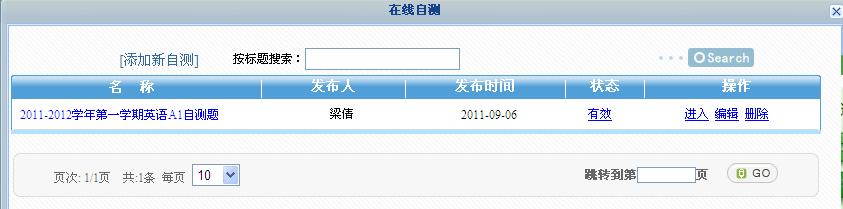 在线自测
[添加新自测] 按标题搜索： Search
名 称 发布人 发布时间 状态 操作
2011-2012学年第一学期英语A1自测题 梁倩 2011-09-06 有效 进入 编辑 删除
页次: 1/1页 共:1条 每页 10 跳转到第 页 GO